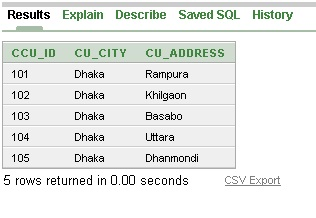 Results Explain Describe Saved SQL History
CCU_ID CU_CITY CU_ADDRESS
101 Dhaka Rampura
102 Dhaka Khilgaon
103 Dhaka Basabo
104 Dhaka Uttara
105 Dhaka Dhanmondi
5 rows returned in 0.00 seconds CSV Export